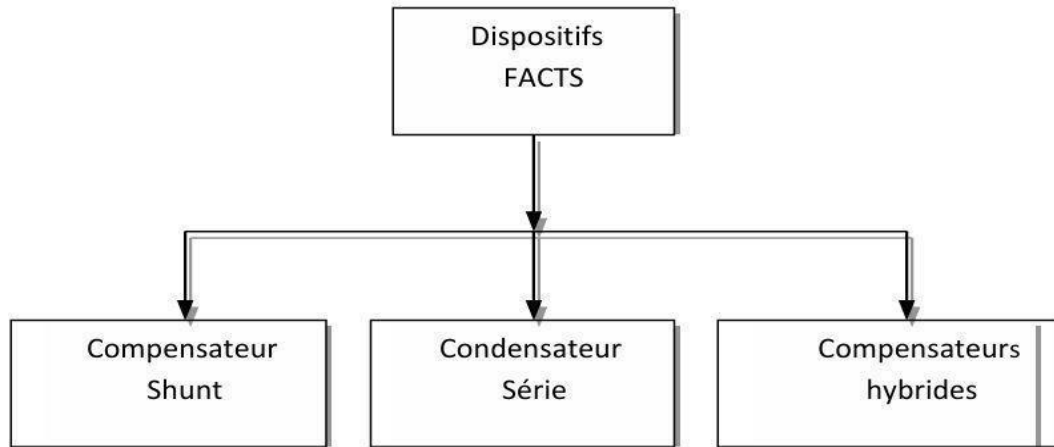 Dispositifs
FACTS
Compensateur
Shunt
Condensateur
Série
Compensateurs
hybrides